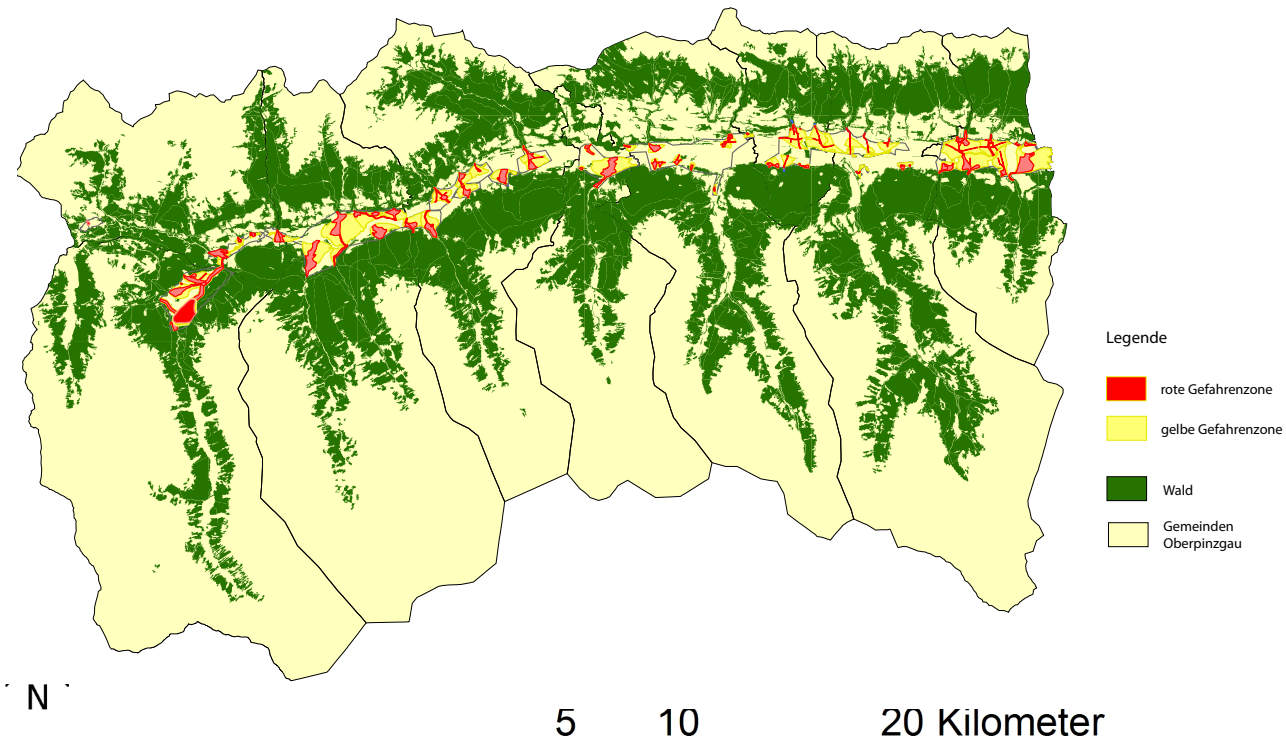 Legende
rote Gefahrenzone
gelbe Gefahrenzone
Wald
Gemeinden
Oberpinzgau
N
5 10 20 Kilometer